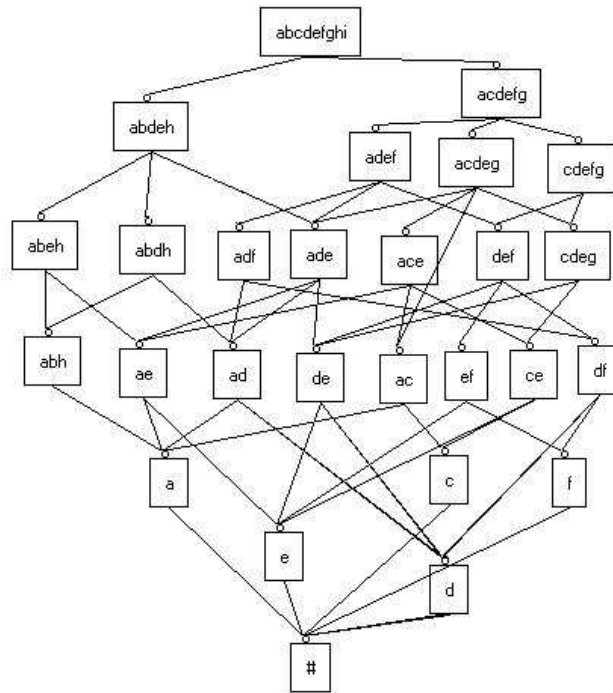 abcdefghi
acdefg
abdeh
adef
acdeg
cdefg
abeh
abdh
adf
ade
ace
def
cdeg
abh
ae
ad
de
ac
ef
ce
df
a
c
f
e
d
#